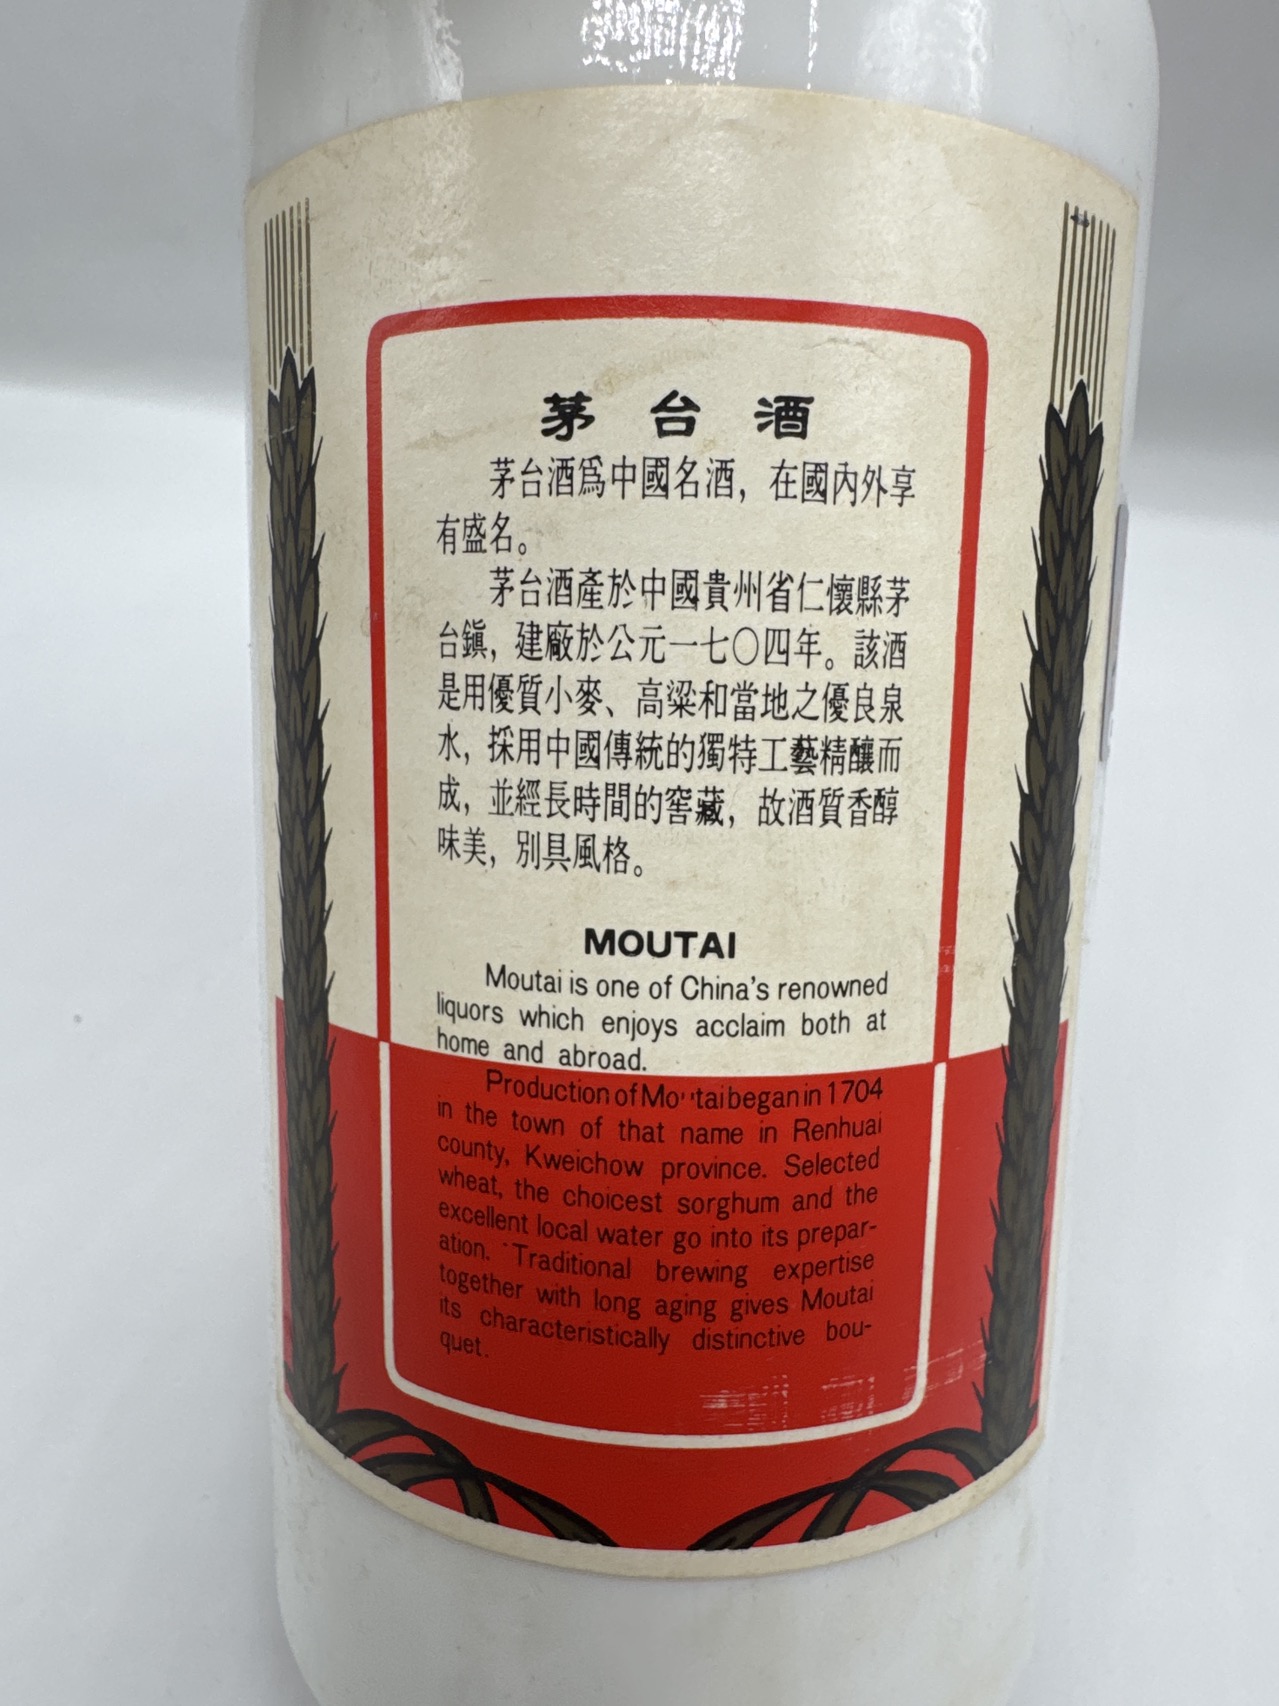 茅台酒
茅台酒爲中國名酒，在國內外享
有盛名。
茅台酒產於中國貴州省仁懷縣茅
台鎭，建廠於公元一七〇四年。該酒
是用優質小麥、高粱和當地之優良泉
水，採用中國傳統的獨特工藝精釀而
成，並經長時間的窖藏，故酒質香醇
味美，別具風格。
MOUTAI
Moutai is one of China's renowned
liquors which enjoys acclaim both at
home and abroad.
Production of Moutai began in 1704
in the town of that name in Renhuai
county, Kweichow province. Selected
wheat, the choicest sorghum and the
excellent local water go into its prepar-
ation. Traditional brewing expertise
together with long aging gives Moutai
its characteristically distinctive bou-
quet.